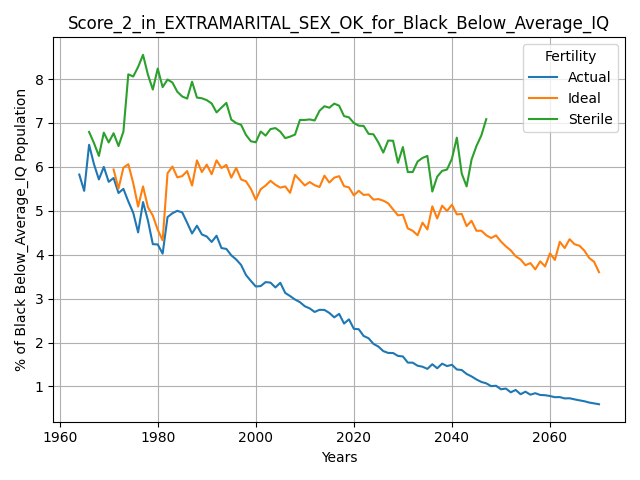 Score_2_in_EXTRAMARITAL_SEX_OK_for_Black_Below_Average_IQ
Fertility
Actual
Ideal
Sterile
% of Black Below_Average_IQ Population
8
7
6
5
4
3
2
1
1960 1980 2000 2020 2040 2060
Years